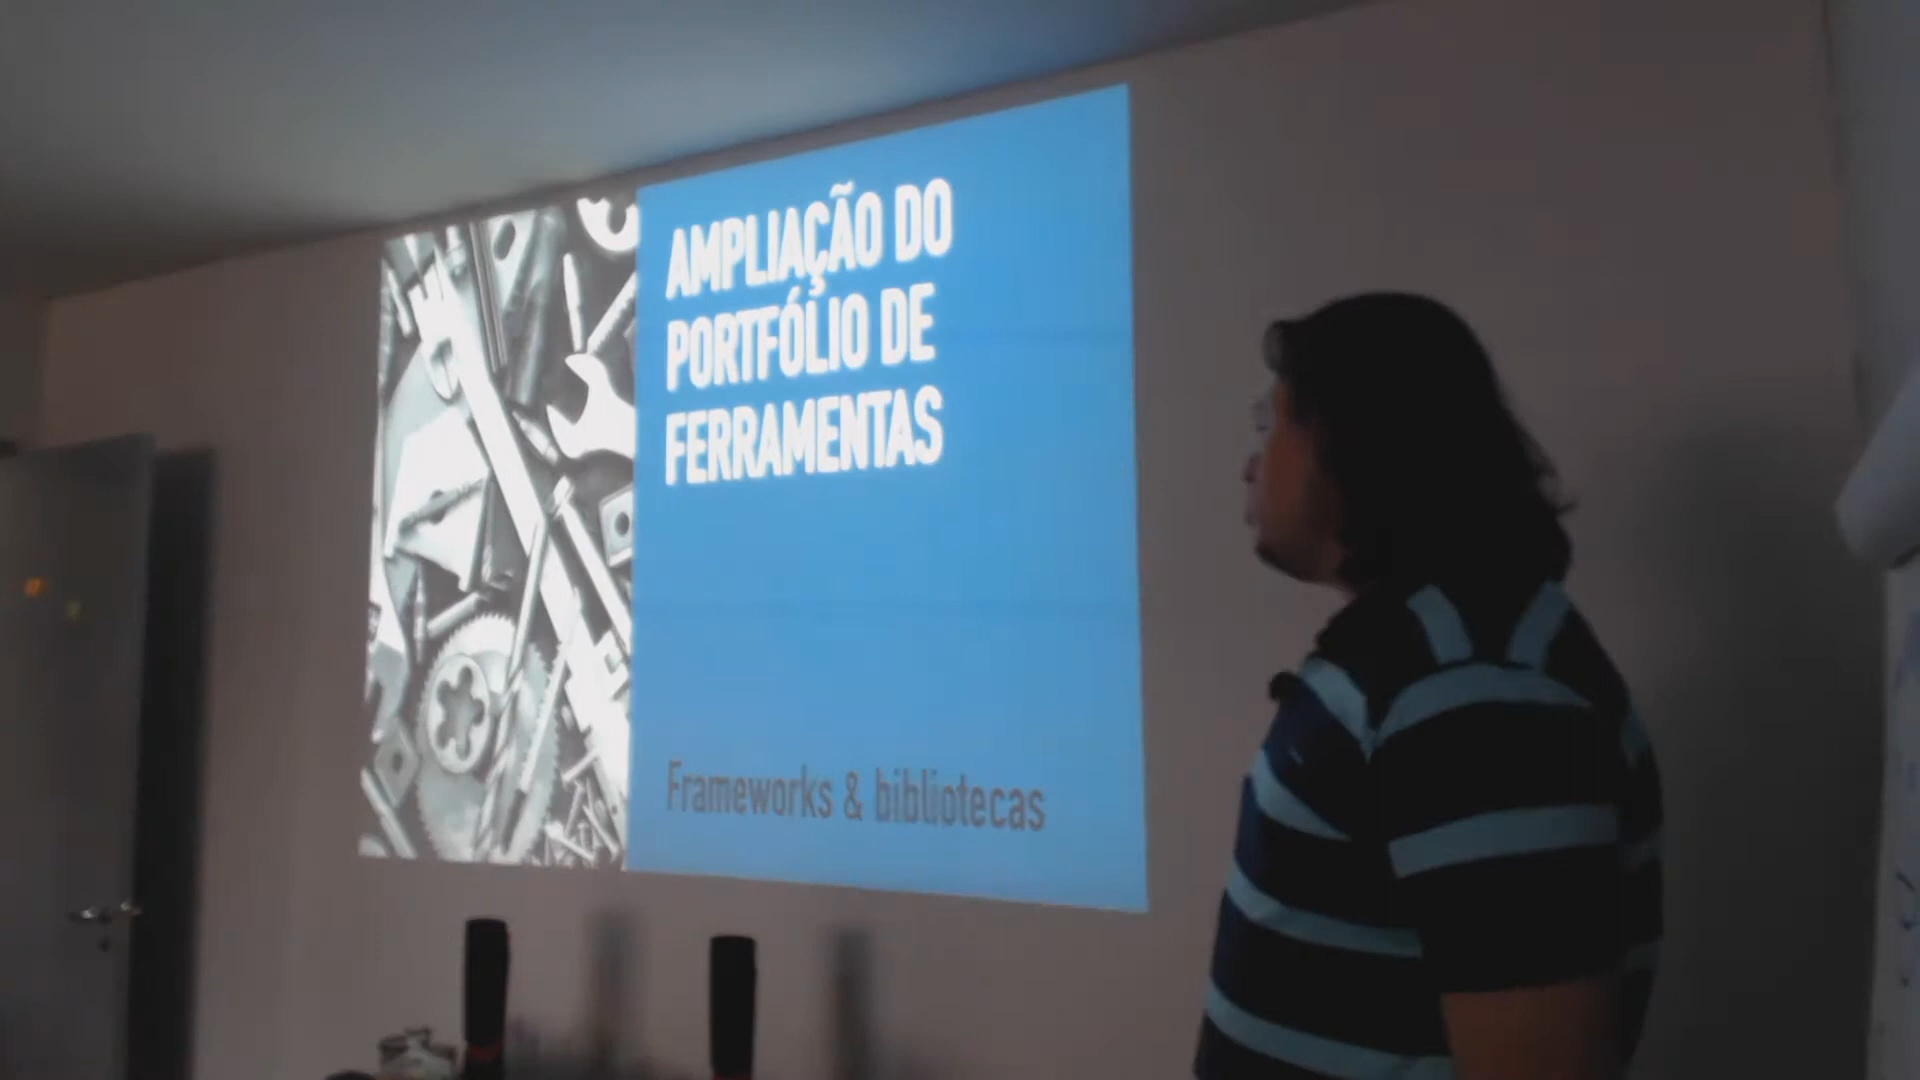 AMPLIAÇÃO DO
PORTFÓLIO DE
FERRAMENTAS
Frameworks & bibliotecas